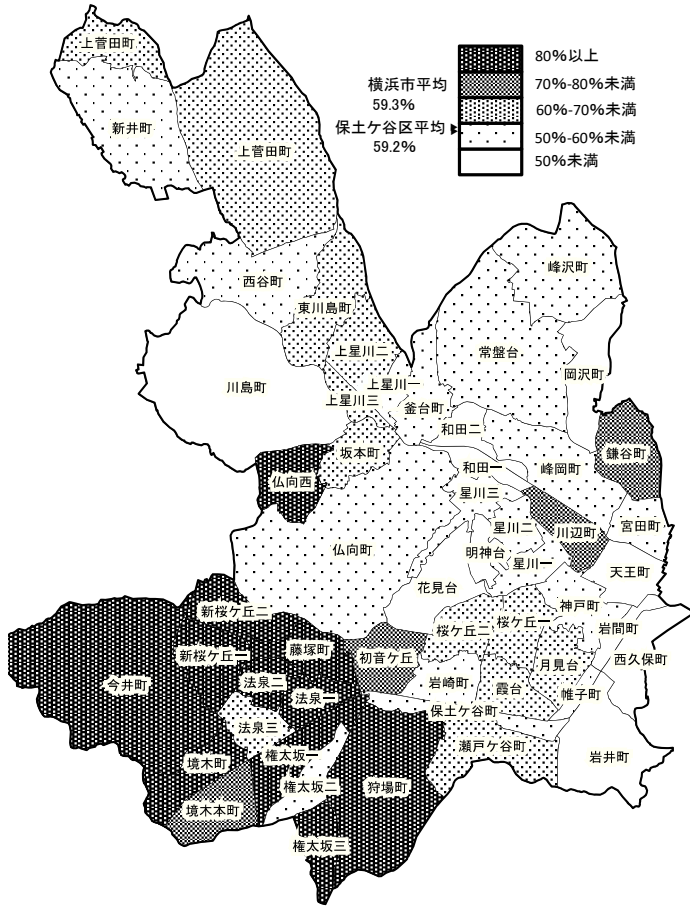 上菅田町
新井町
上菅田町
80%以上
70%-80%未満
60%-70%未満
50%-60%未満
50%未満
横浜市平均
59.3%
保土ケ谷区平均
59.2%
西谷町
東川島町
上星川二
上星川一
上星川三
川島町
峰沢町
常盤台
岡沢町
釜台町
和田二
坂本町
仏向西
和田一
峰岡町
鎌谷町
星川三
星川二
川辺町
宮田町
仏向町
明神台
星川一
天王町
花見台
神戸町
新桜ケ丘二
桜ケ丘二
桜ケ丘一
岩間町
新桜ケ丘一
藤塚町
初音ケ丘
月見台
西久保町
今井町
法泉二
法泉一
岩崎町
霞台
帷子町
法泉三
保土ケ谷町
権太坂一
瀬戸ケ谷町
岩井町
境木町
権太坂二
狩場町
境木本町
権太坂三